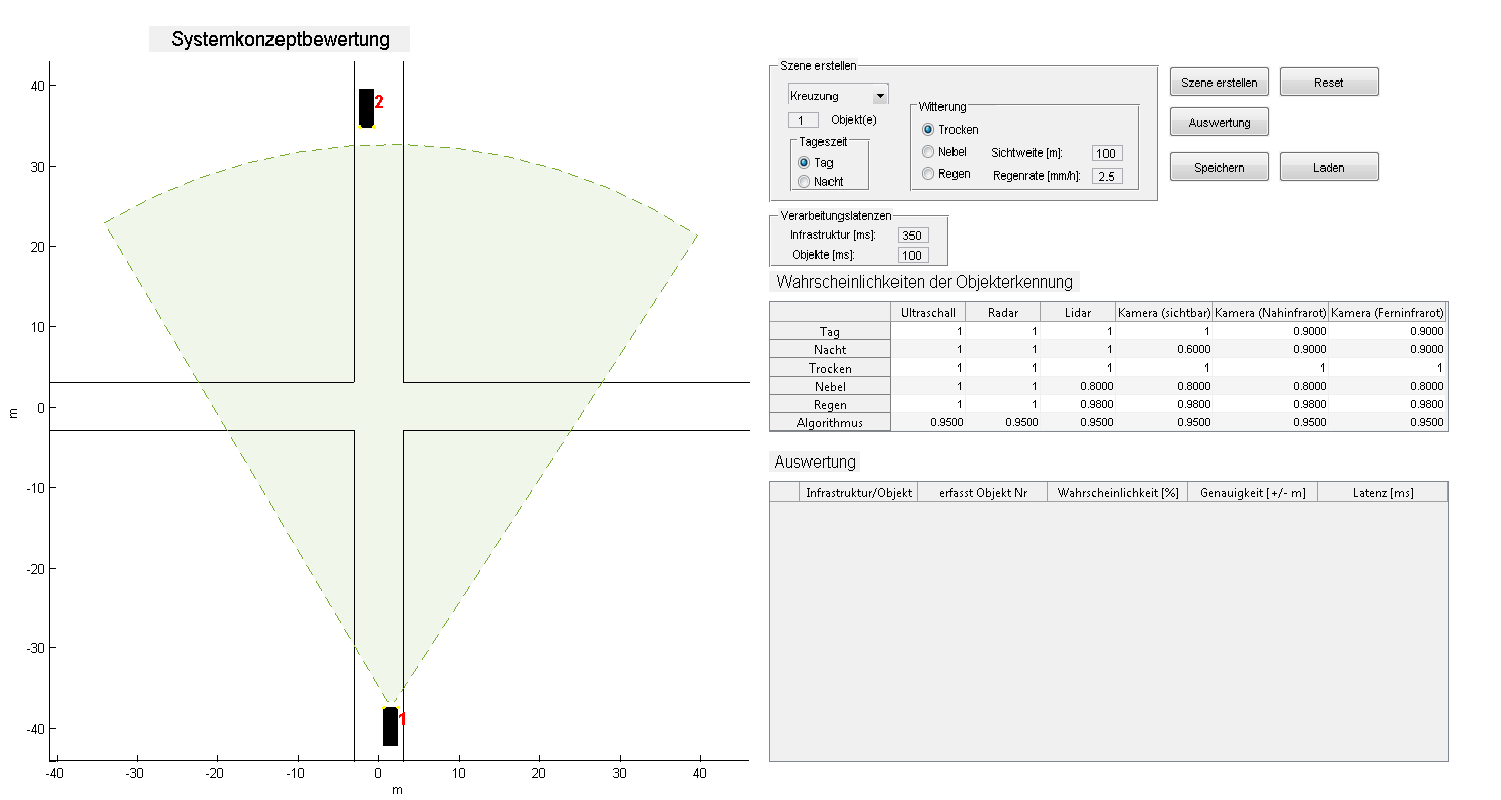 Systemkonzeptbewertung
40
30
20
10
0
-10
-20
-30
-40
m
-40 -30 -20 -10 0 10 20 30 40
m
2
1
Szene erstellen
Kreuzung
1 Objekt(e)
Tageszeit
Tag
Nacht
Witterung
Trocken
Nebel Sichtweite [m]: 100
Regen Regenrate [mm/h]: 2.5
Szene erstellen Reset
Auswertung
Speichern Laden
Verarbeitungslatenzen
Infrastruktur [ms]: 350
Objekte [ms]: 100
Wahrscheinlichkeiten der Objekterkennung
Ultraschall Radar Lidar Kamera (sichtbar) Kamera (Nahinfrarot) Kamera (Ferninfrarot)
Tag 1 1 1 1 0.9000 0.9000
Nacht 1 1 1 0.6000 0.9000 0.9000
Trocken 1 1 1 1 1 1
Nebel 1 1 0.8000 0.8000 0.8000 0.8000
Regen 1 1 0.9800 0.9800 0.9800 0.9800
Algorithmus 0.9500 0.9500 0.9500 0.9500 0.9500 0.9500
Auswertung
Infrastruktur/Objekt erfasst Objekt Nr Wahrscheinlichkeit [%] Genauigkeit [+/- m] Latenz [ms]